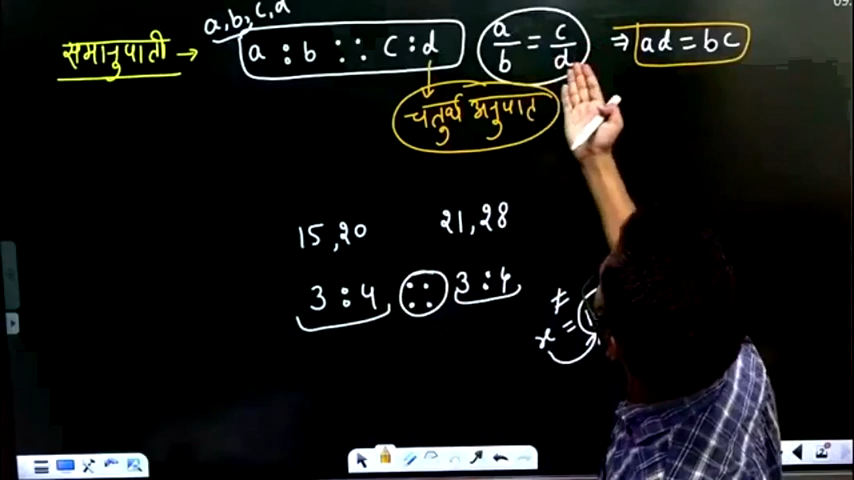 a, b, c, d
समानुपाती → a : b :: c : d a/b = c/d ⇒ ad = bc
चतुर्थ अनुपात
15, 20 21, 28
3 : 4 :: 3 : 4
≠
x =